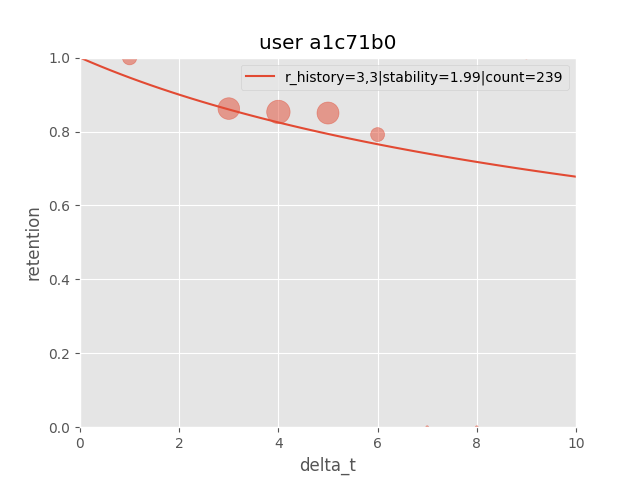 user a1c71b0
r_history=3,3|stability=1.99|count=239
retention
1.0
0.8
0.6
0.4
0.2
0.0
0 2 4 6 8 10
delta_t